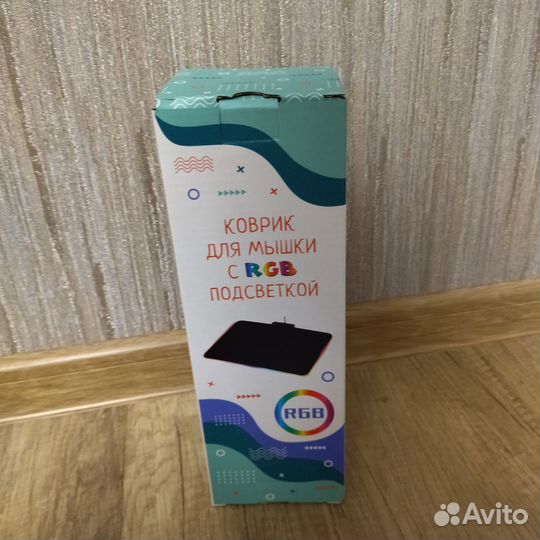 КОВРИК
ДЛЯ МЫШКИ
С RGB
ПОДСВЕТКОЙ
RGB
Avito